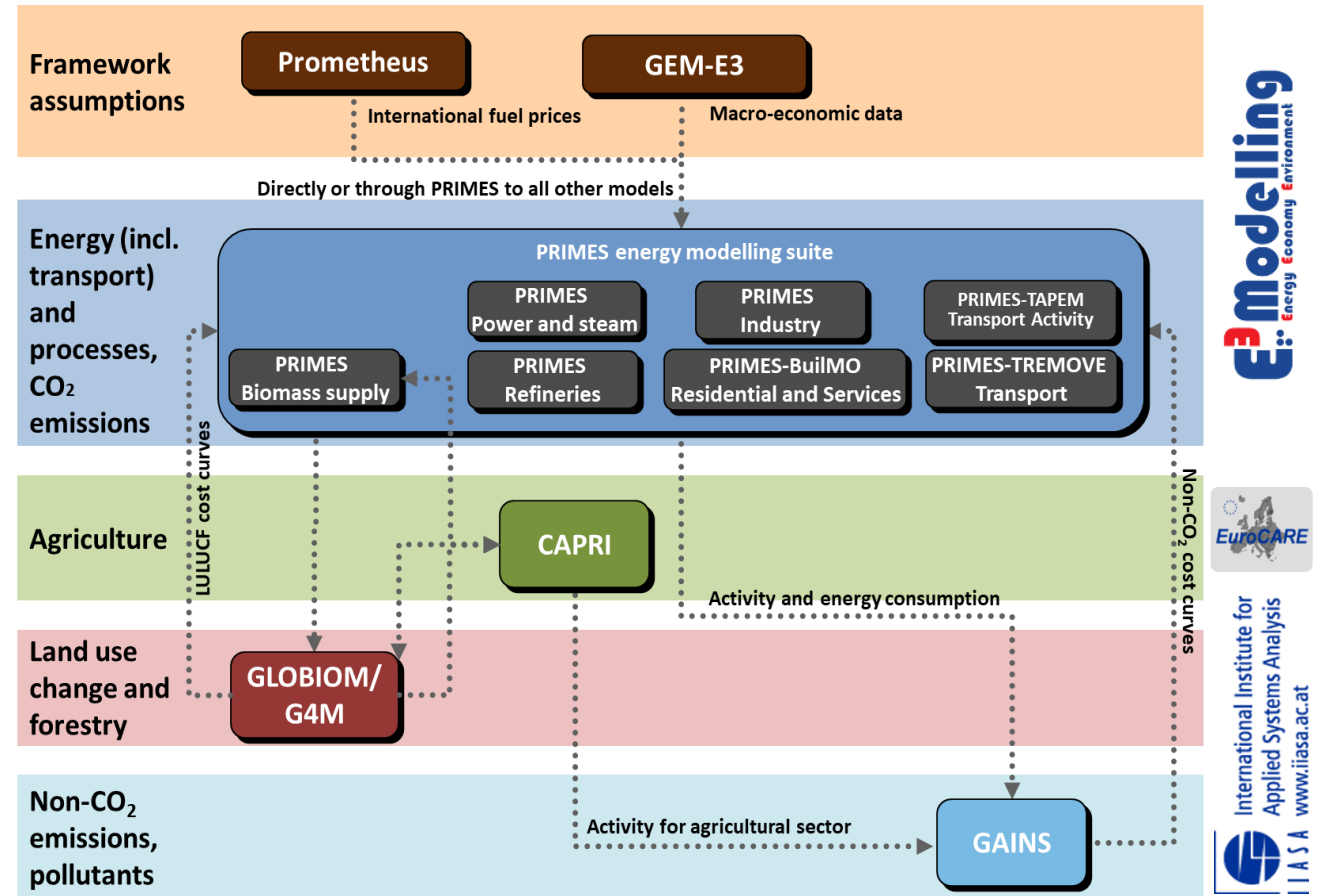 Framework
assumptions
Prometheus
GEM-E3
International fuel prices
Macro-economic data
Directly or through PRIMES to all other models
Energy (incl.
transport)
and
processes,
CO₂
emissions
PRIMES energy modelling suite
PRIMES
Power and steam
PRIMES
Industry
PRIMES-TAPEM
Transport Activity
PRIMES
Biomass supply
PRIMES
Refineries
PRIMES-BuilMO
Residential and Services
PRIMES-TREMOVE
Transport
LULUCF cost curves
Non-CO₂ cost curves
Agriculture
CAPRI
Activity and energy consumption
Land use
change and
forestry
GLOBIOM/
G4M
Non-CO₂
emissions,
pollutants
Activity for agricultural sector
GAINS
E3 Modelling
Energy Economy Environment
EuroCARE
International Institute for
Applied Systems Analysis
www.iiasa.ac.at
IIASA